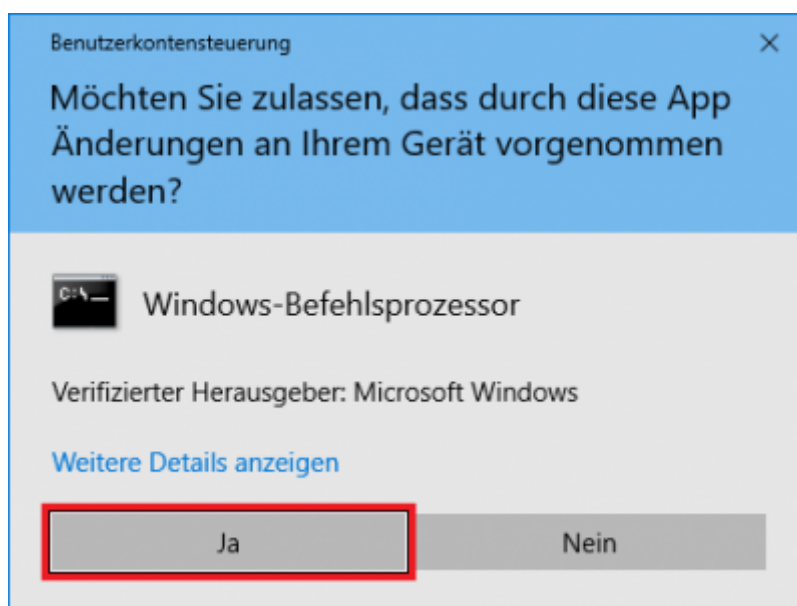 Benutzerkontensteuerung
Möchten Sie zulassen, dass durch diese App
Änderungen an Ihrem Gerät vorgenommen
werden?
C:\_
Windows-Befehlsprozessor
Verifizierter Herausgeber: Microsoft Windows
Weitere Details anzeigen
Ja
Nein